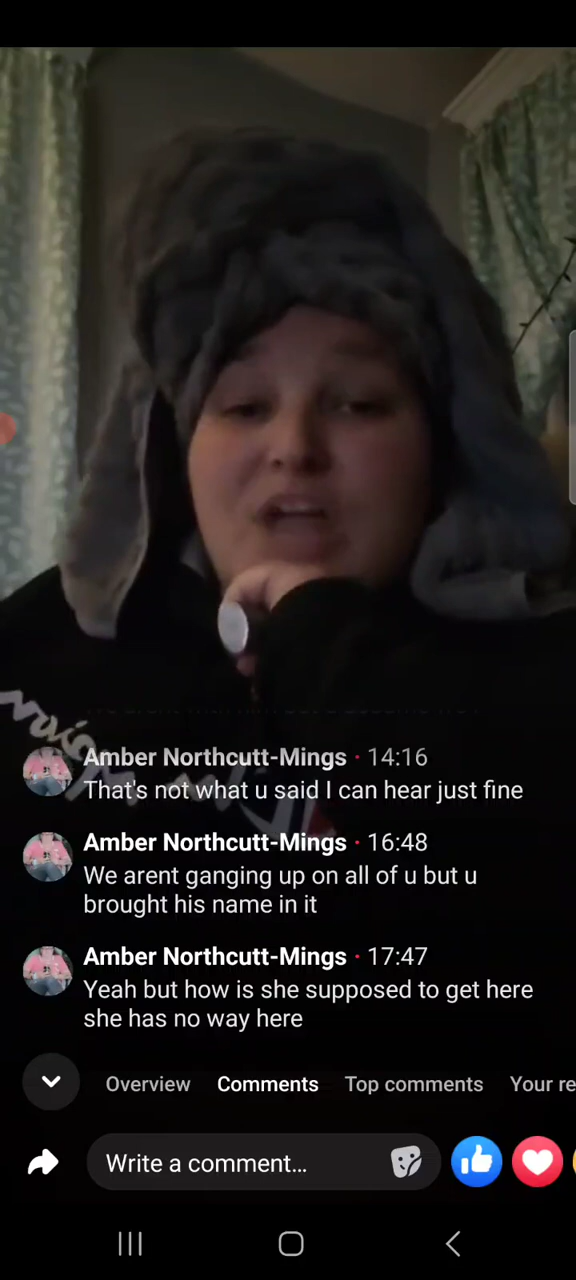 Amber Northcutt-Mings · 14:16
That's not what u said I can hear just fine
Amber Northcutt-Mings · 16:48
We arent ganging up on all of u but u
brought his name in it
Amber Northcutt-Mings · 17:47
Yeah but how is she supposed to get here
she has no way here
Overview Comments Top comments Your re
Write a comment...